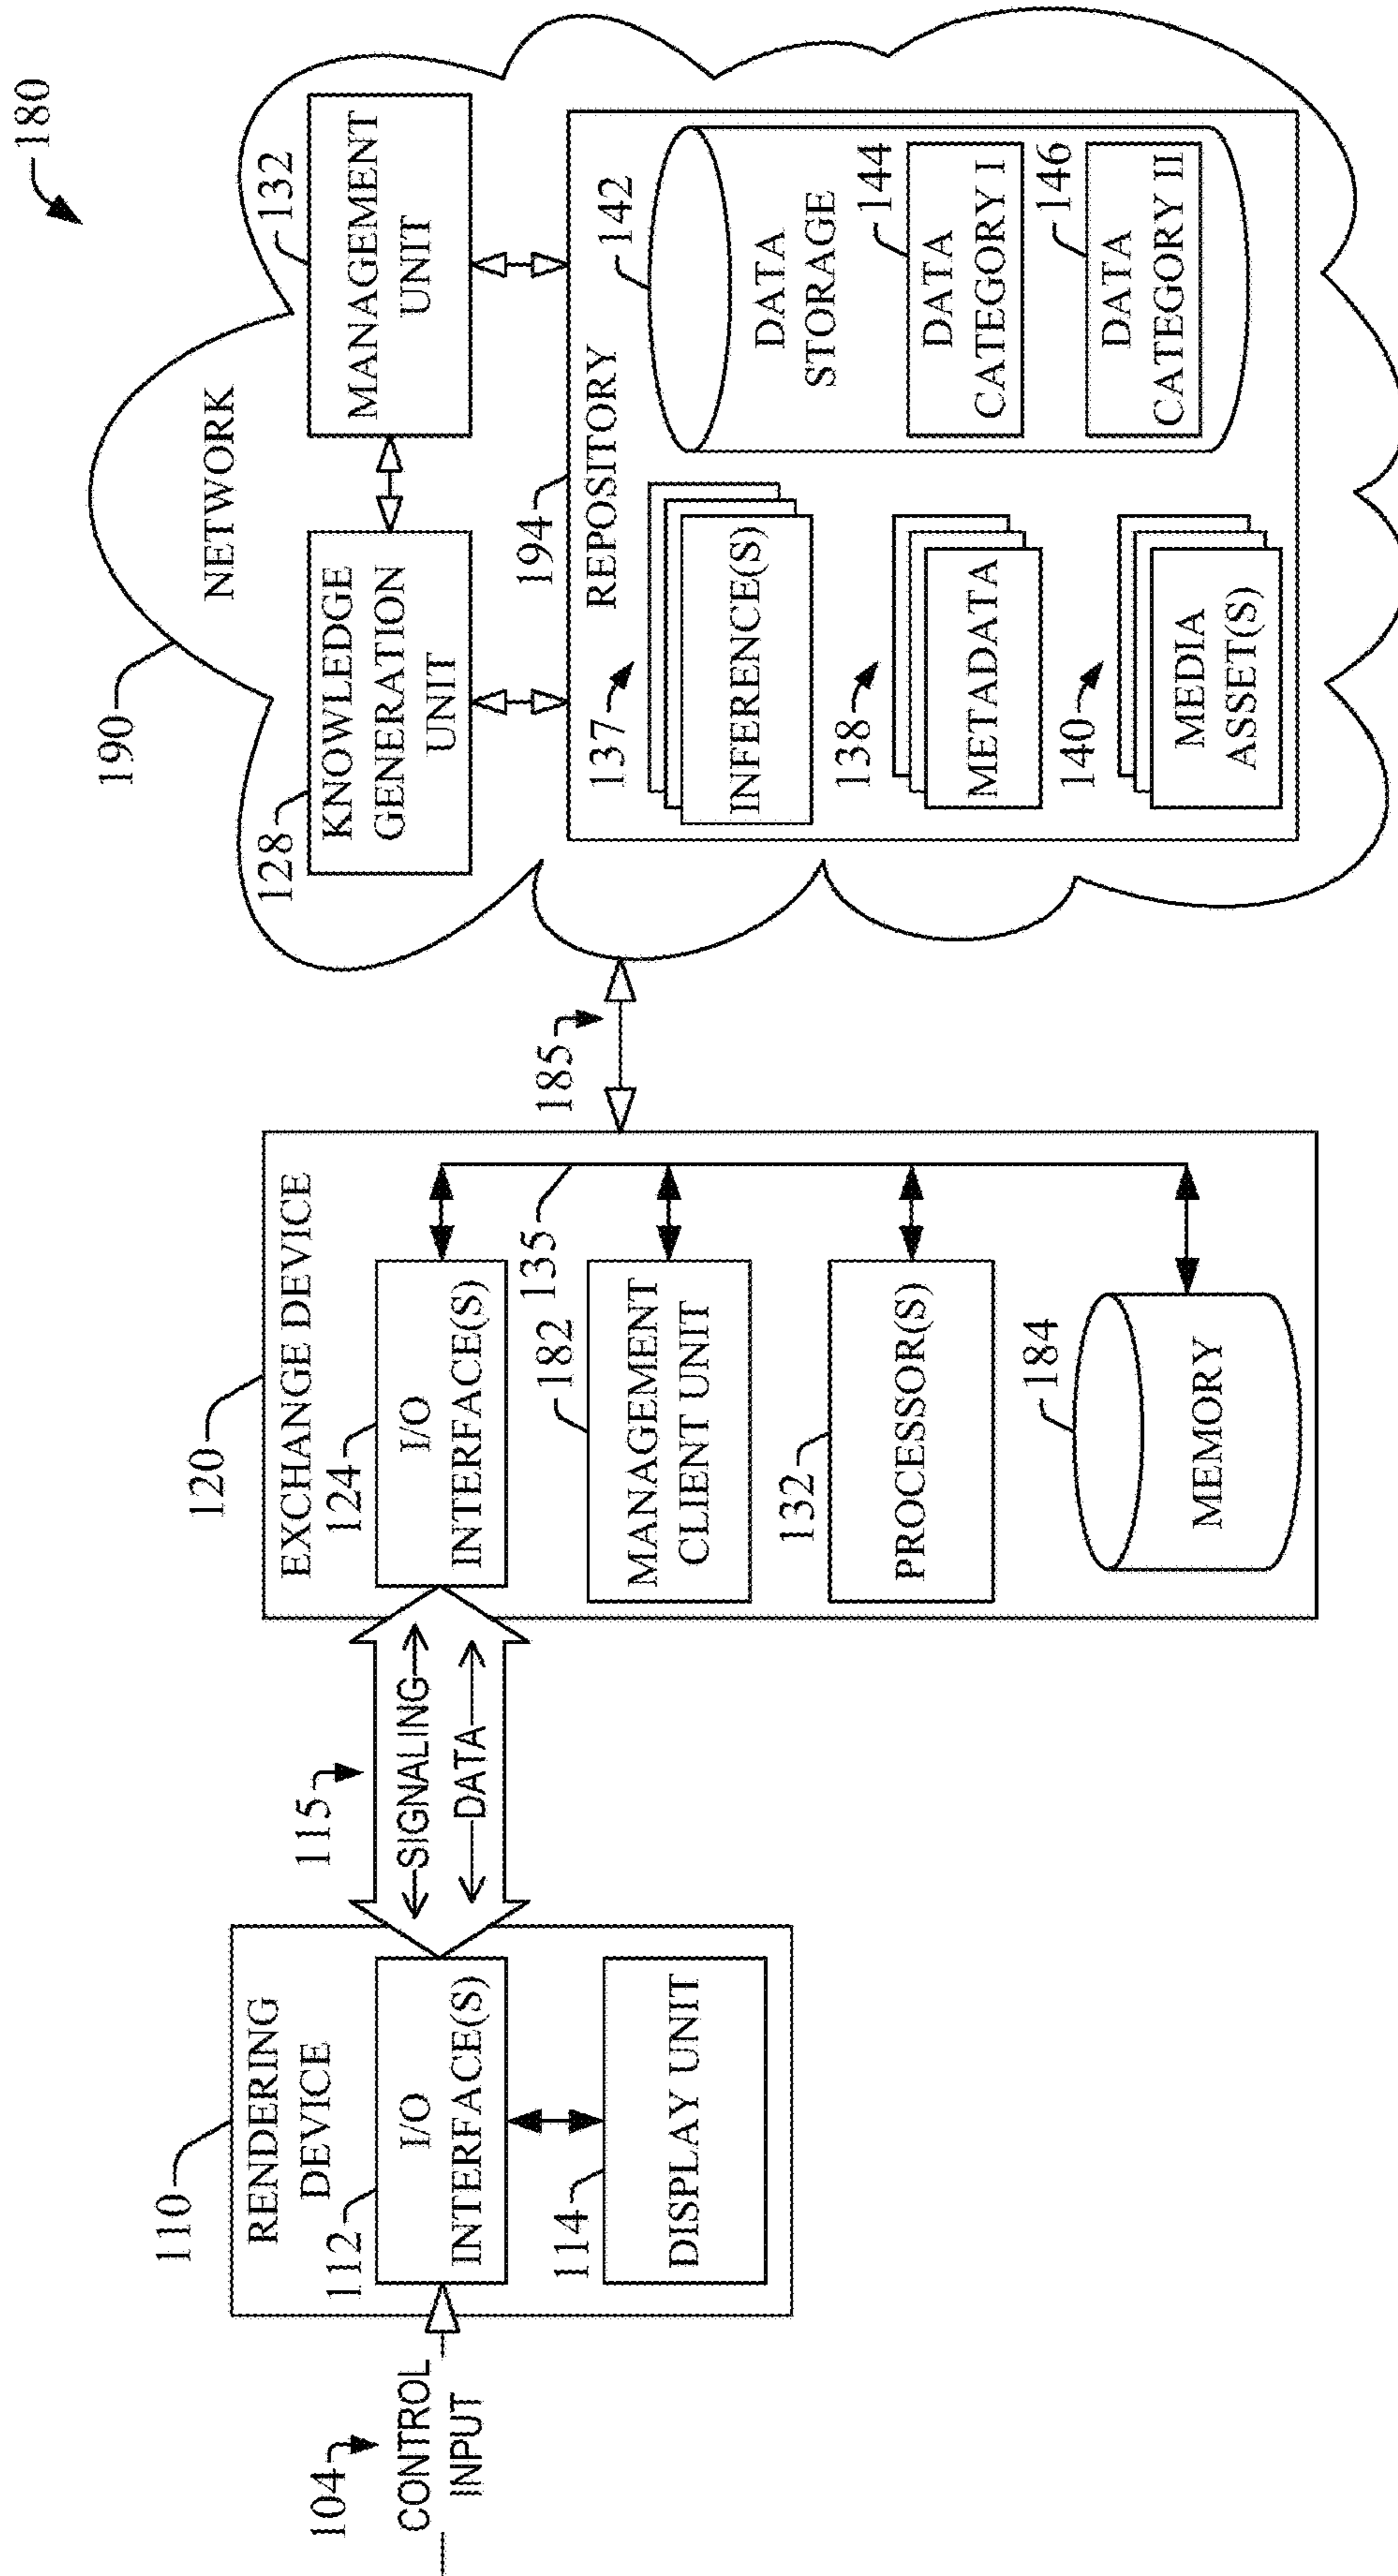 180
190
NETWORK
128
KNOWLEDGE
GENERATION
UNIT
132
MANAGEMENT
UNIT
194
REPOSITORY
137
INFERENCE(S)
138
METADATA
140
MEDIA
ASSET(S)
142
DATA
STORAGE
144
DATA
CATEGORY I
146
DATA
CATEGORY II
185
120
EXCHANGE DEVICE
124
I/O
INTERFACE(S)
135
182
MANAGEMENT
CLIENT UNIT
132
PROCESSOR(S)
184
MEMORY
115
SIGNALING
DATA
110
RENDERING
DEVICE
112
I/O
INTERFACE(S)
114
DISPLAY UNIT
104
CONTROL
INPUT